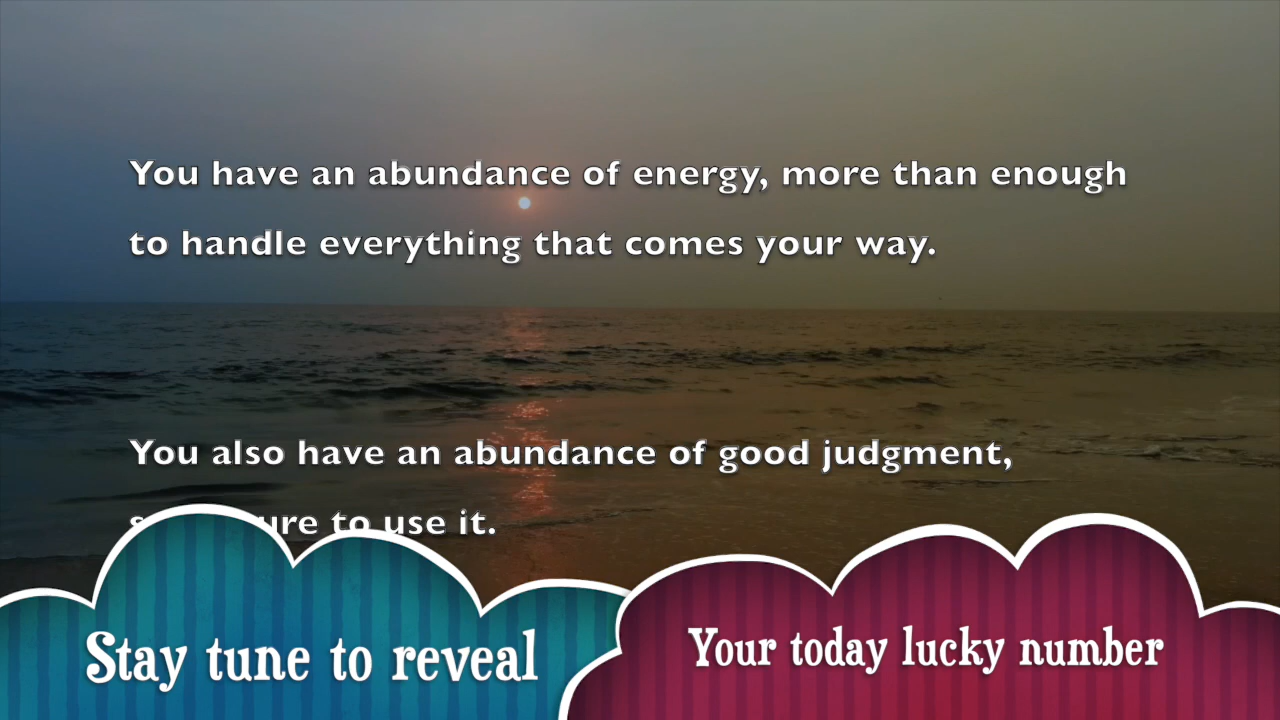 You have an abundance of energy, more than enough
to handle everything that comes your way.
You also have an abundance of good judgment,
to use it.
Stay tune to reveal
Your today lucky number